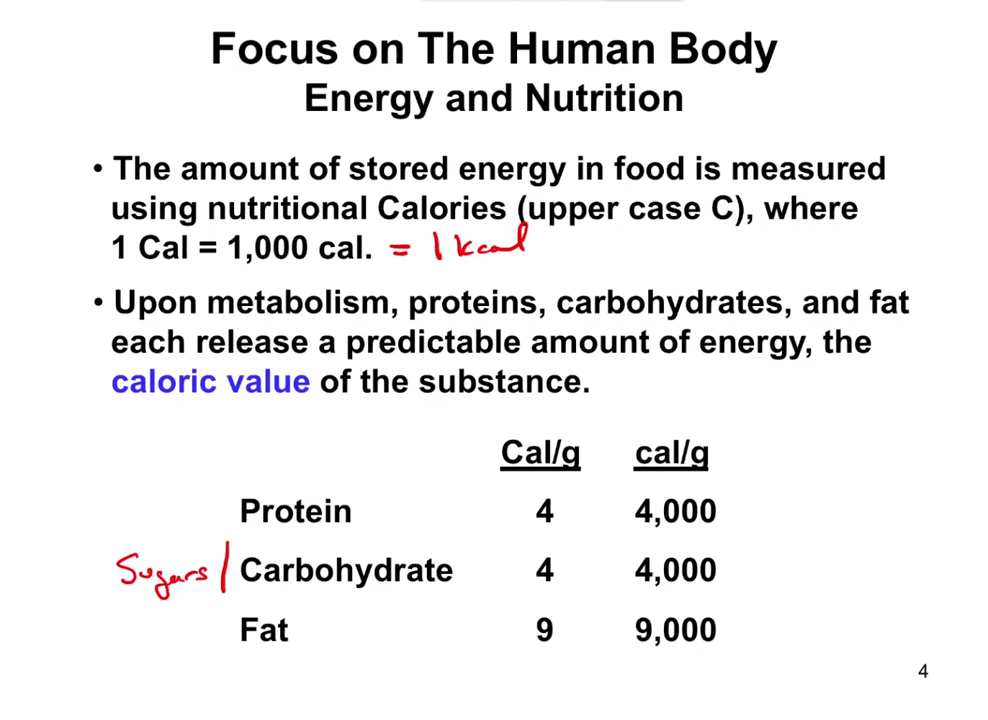 Focus on The Human Body
Energy and Nutrition
• The amount of stored energy in food is measured
using nutritional Calories (upper case C), where
1 Cal = 1,000 cal. = 1 kcal
• Upon metabolism, proteins, carbohydrates, and fat
each release a predictable amount of energy, the
caloric value of the substance.
Cal/g cal/g
Protein 4 4,000
Sugars / Carbohydrate 4 4,000
Fat 9 9,000
4